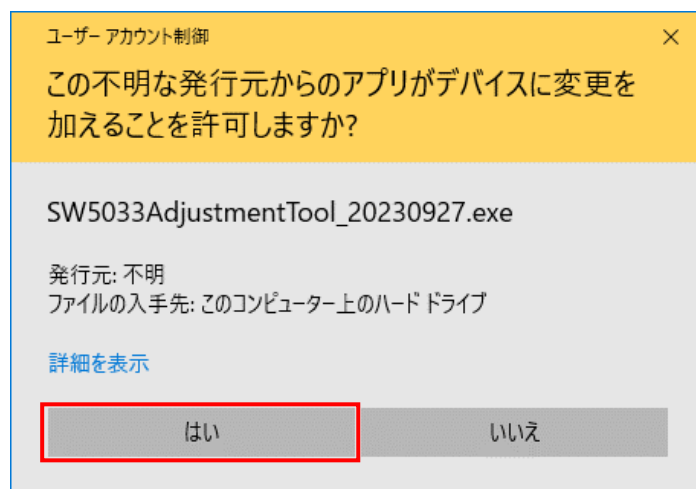 ユーザー アカウント制御
この不明な発行元からのアプリがデバイスに変更を
加えることを許可しますか?
SW5033AdjustmentTool_20230927.exe
発行元: 不明
ファイルの入手先: このコンピューター上のハード ドライブ
詳細を表示
はい
いいえ